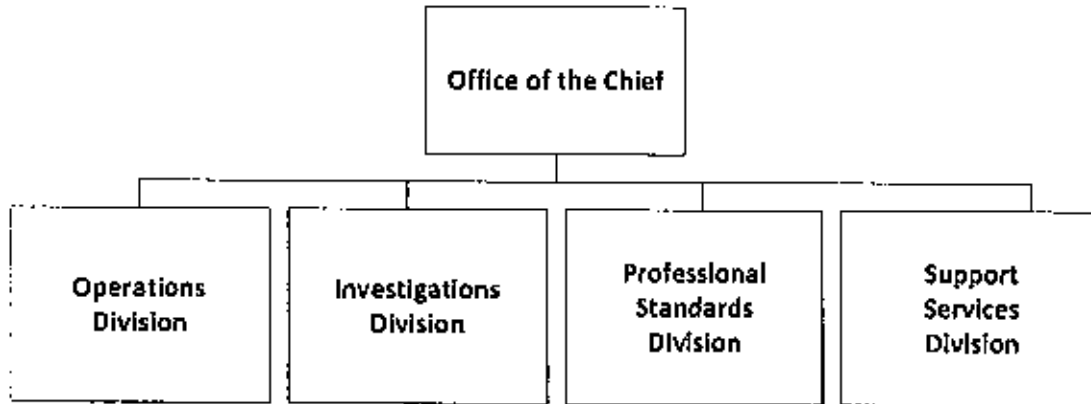 Office of the Chief
Operations
Division
Investigations
Division
Professional
Standards
Division
Support
Services
Division